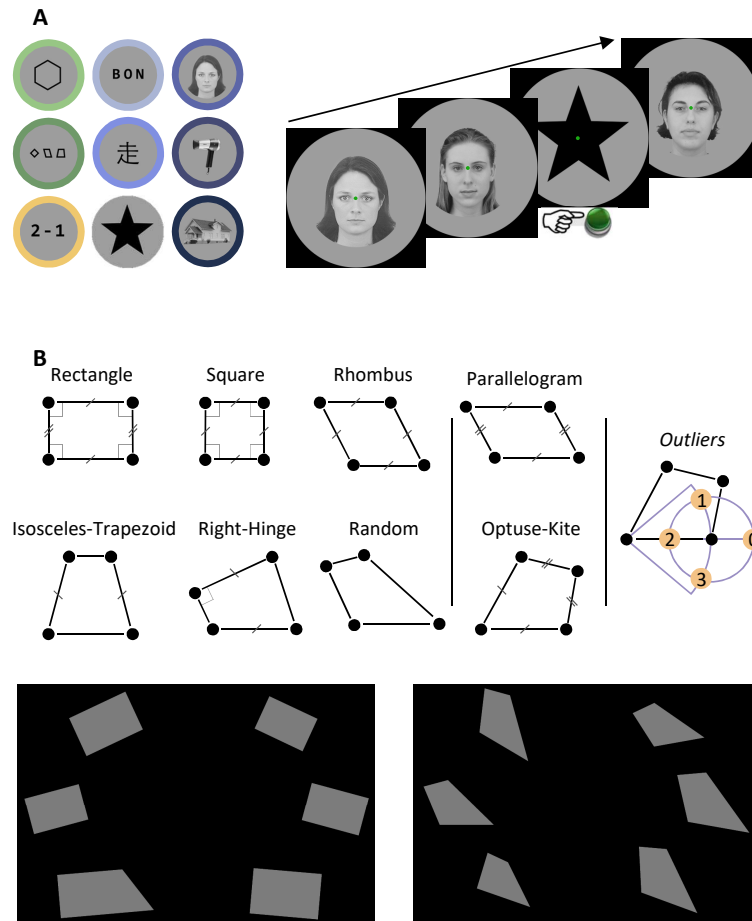 A
BON
走
2 - 1
B
Rectangle
Square
Rhombus
Parallelogram
Outliers
1
2
3
Isosceles-Trapezoid
Right-Hinge
Random
Optuse-Kite